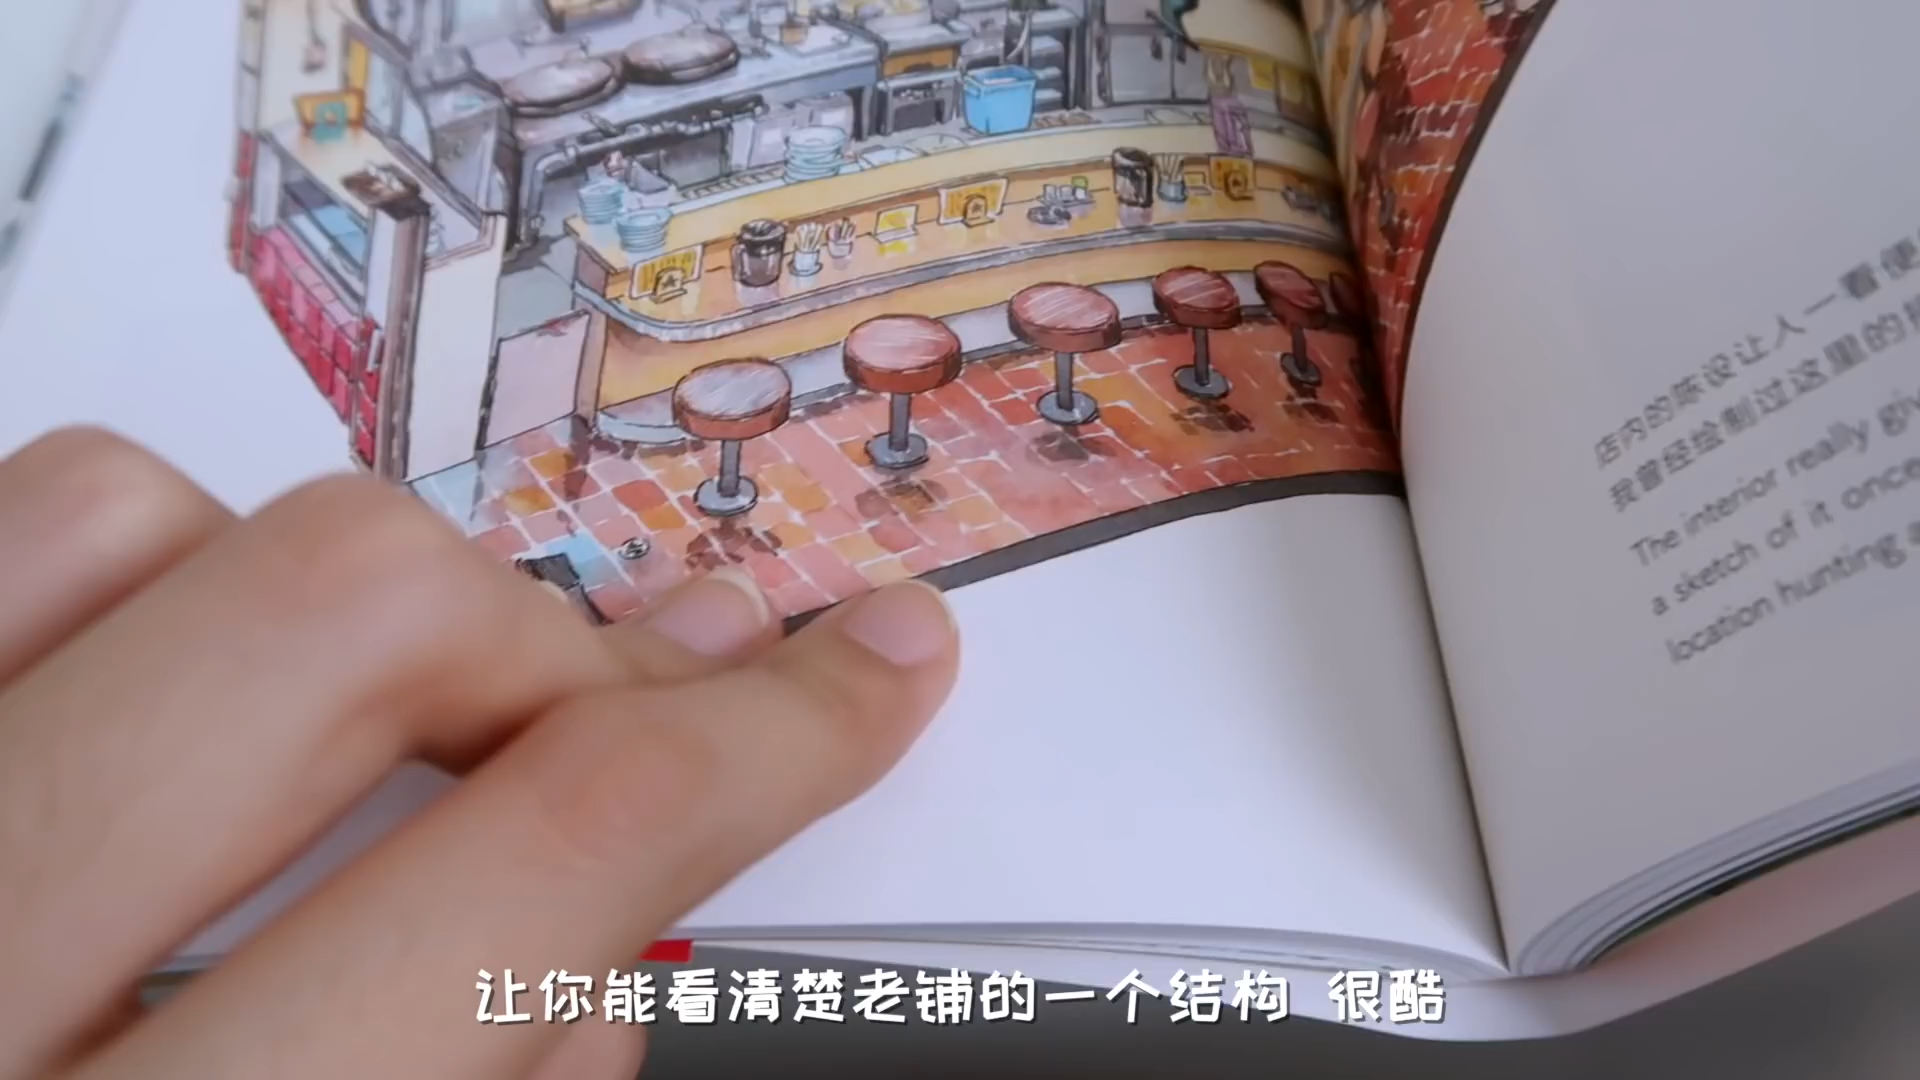 店内的陈设让人一看便
我曾经绘制过这里的
The interior really giv
a sketch of it once
location hunting a
让你能看清楚老铺的一个结构 很酷